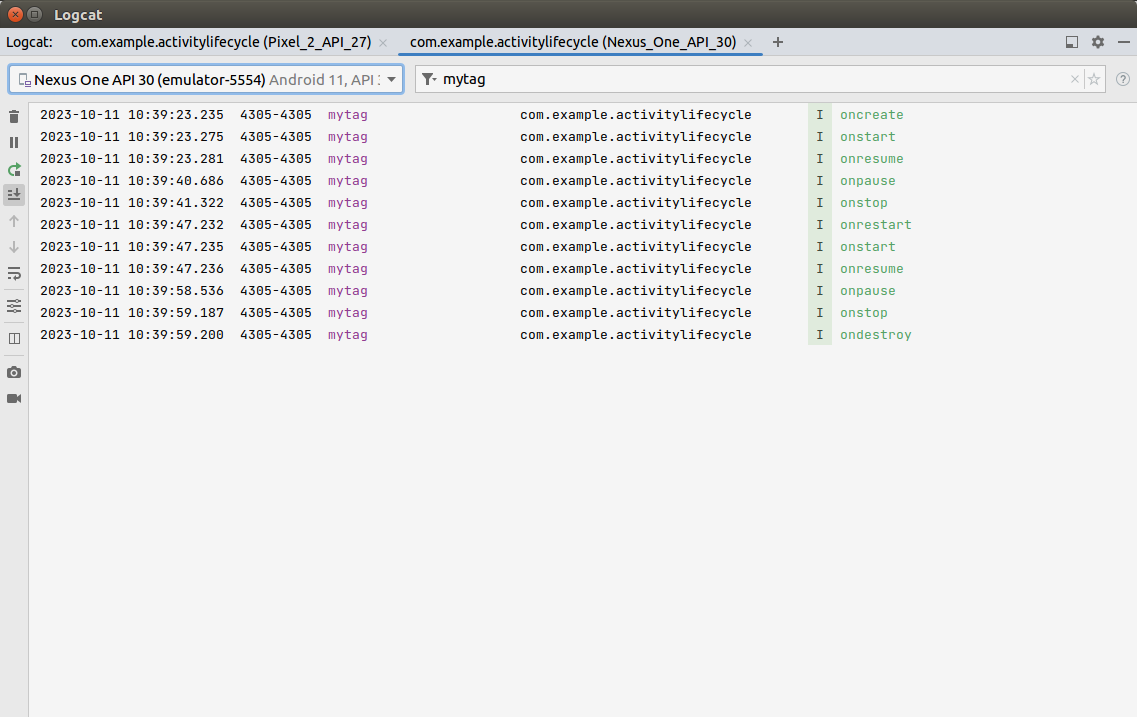 Logcat
Logcat: com.example.activitylifecycle (Pixel_2_API_27) com.example.activitylifecycle (Nexus_One_API_30)
Nexus One API 30 (emulator-5554) Android 11, API mytag
2023-10-11 10:39:23.235 4305-4305 mytag com.example.activitylifecycle I oncreate
2023-10-11 10:39:23.275 4305-4305 mytag com.example.activitylifecycle I onstart
2023-10-11 10:39:23.281 4305-4305 mytag com.example.activitylifecycle I onresume
2023-10-11 10:39:40.686 4305-4305 mytag com.example.activitylifecycle I onpause
2023-10-11 10:39:41.322 4305-4305 mytag com.example.activitylifecycle I onstop
2023-10-11 10:39:47.232 4305-4305 mytag com.example.activitylifecycle I onrestart
2023-10-11 10:39:47.235 4305-4305 mytag com.example.activitylifecycle I onstart
2023-10-11 10:39:47.236 4305-4305 mytag com.example.activitylifecycle I onresume
2023-10-11 10:39:58.536 4305-4305 mytag com.example.activitylifecycle I onpause
2023-10-11 10:39:59.187 4305-4305 mytag com.example.activitylifecycle I onstop
2023-10-11 10:39:59.200 4305-4305 mytag com.example.activitylifecycle I ondestroy